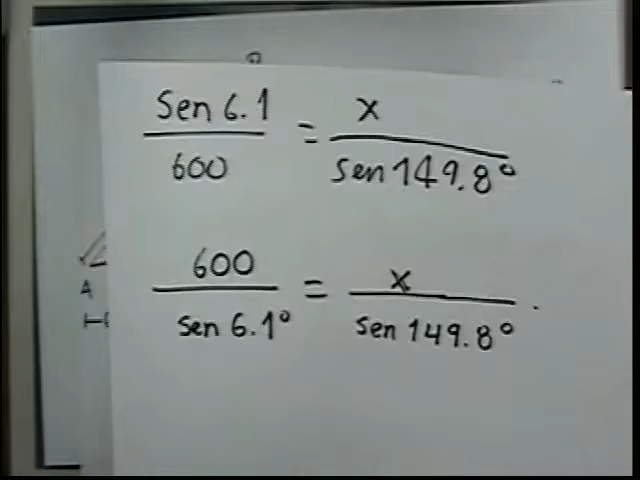 Sen 6.1 / 600 = x / sen 149.8°
600 / sen 6.1° = x / sen 149.8° .
A